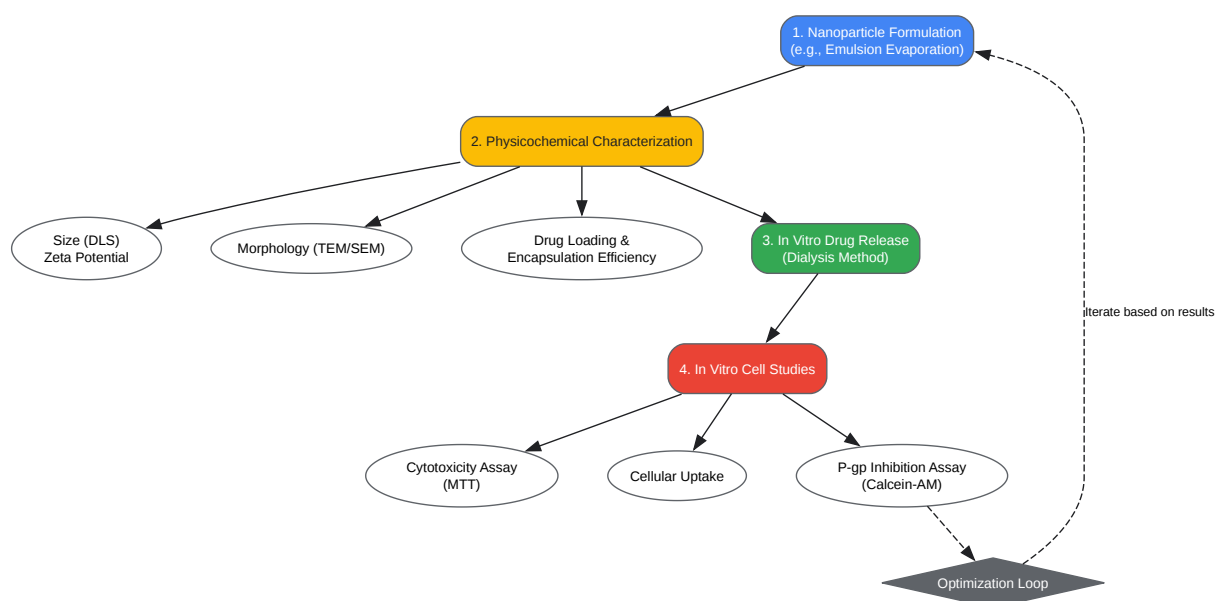 1. Nanoparticle Formulation
(e.g., Emulsion Evaporation)
2. Physicochemical Characterization
Size (DLS)
Zeta Potential
Morphology (TEM/SEM)
Drug Loading &
Encapsulation Efficiency
3. In Vitro Drug Release
(Dialysis Method)
Iterate based on results
4. In Vitro Cell Studies
Cytotoxicity Assay
(MTT)
Cellular Uptake
P-gp Inhibition Assay
(Calcein-AM)
Optimization Loop